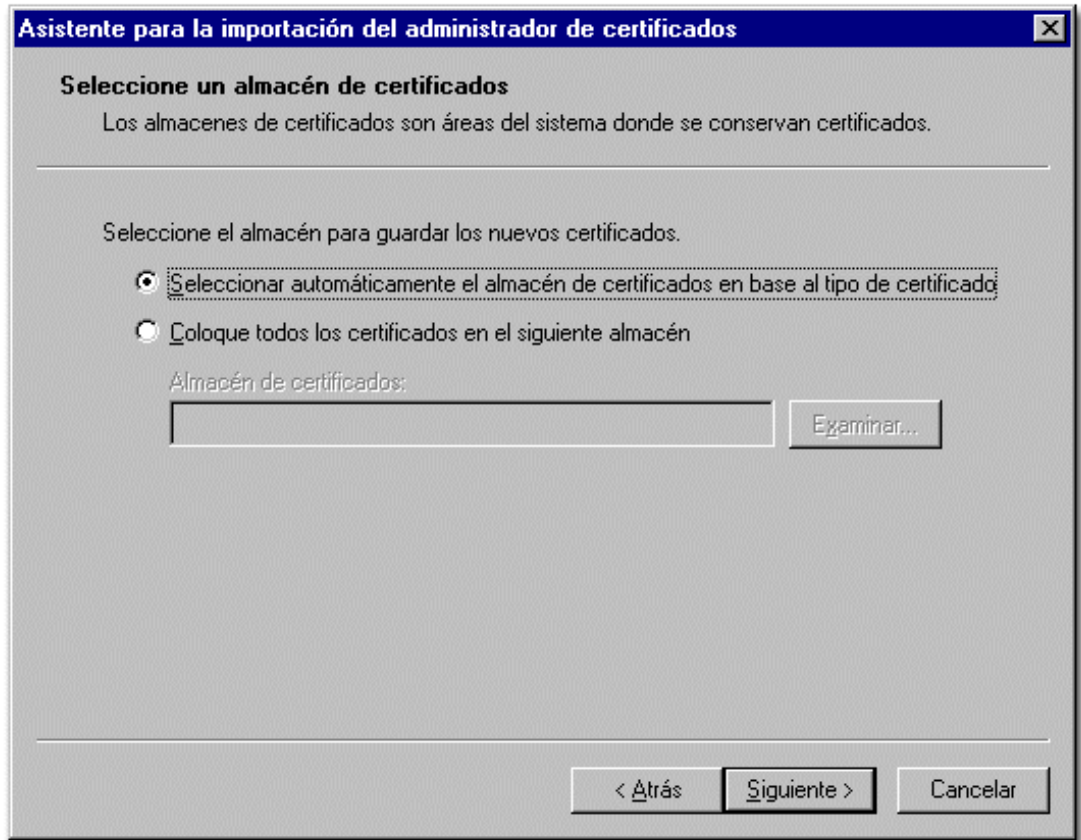 Asistente para la importación del administrador de certificados
Seleccione un almacén de certificados
Los almacenes de certificados son áreas del sistema donde se conservan certificados.
Seleccione el almacén para guardar los nuevos certificados.
Seleccionar automáticamente el almacén de certificados en base al tipo de certificado
Coloque todos los certificados en el siguiente almacén
Almacén de certificados:
Examinar...
< Atrás
Siguiente >
Cancelar